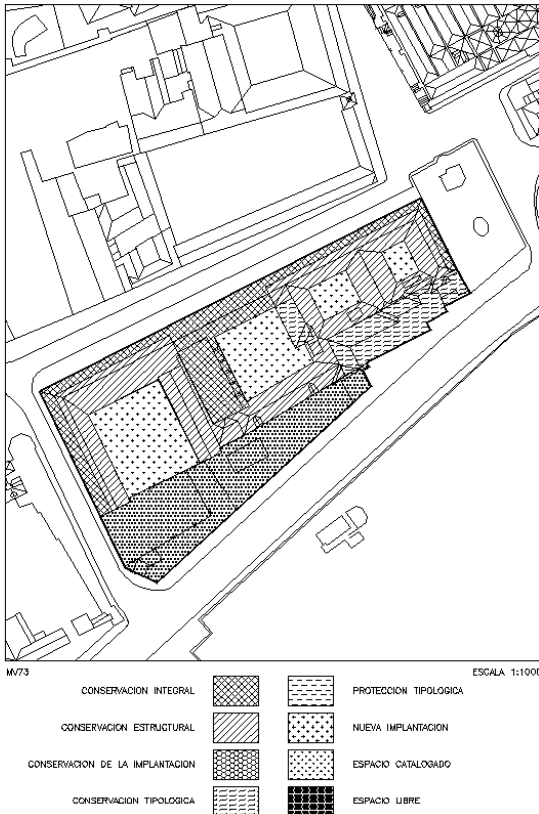 MV73 ESCALA 1:1000
CONSERVACION INTEGRAL PROTECCION TIPOLOGICA
CONSERVACION ESTRUCTURAL NUEVA IMPLANTACION
CONSERVACION DE LA IMPLANTACION ESPACIO CATALOGADO
CONSERVACION TIPOLOGICA ESPACIO LIBRE